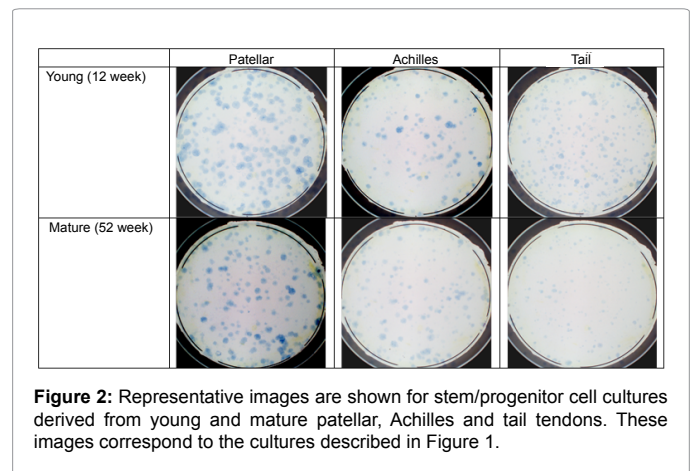 Patellar Achilles Tail
Young (12 week)
Mature (52 week)
Figure 2: Representative images are shown for stem/progenitor cell cultures
derived from young and mature patellar, Achilles and tail tendons. These
images correspond to the cultures described in Figure 1.